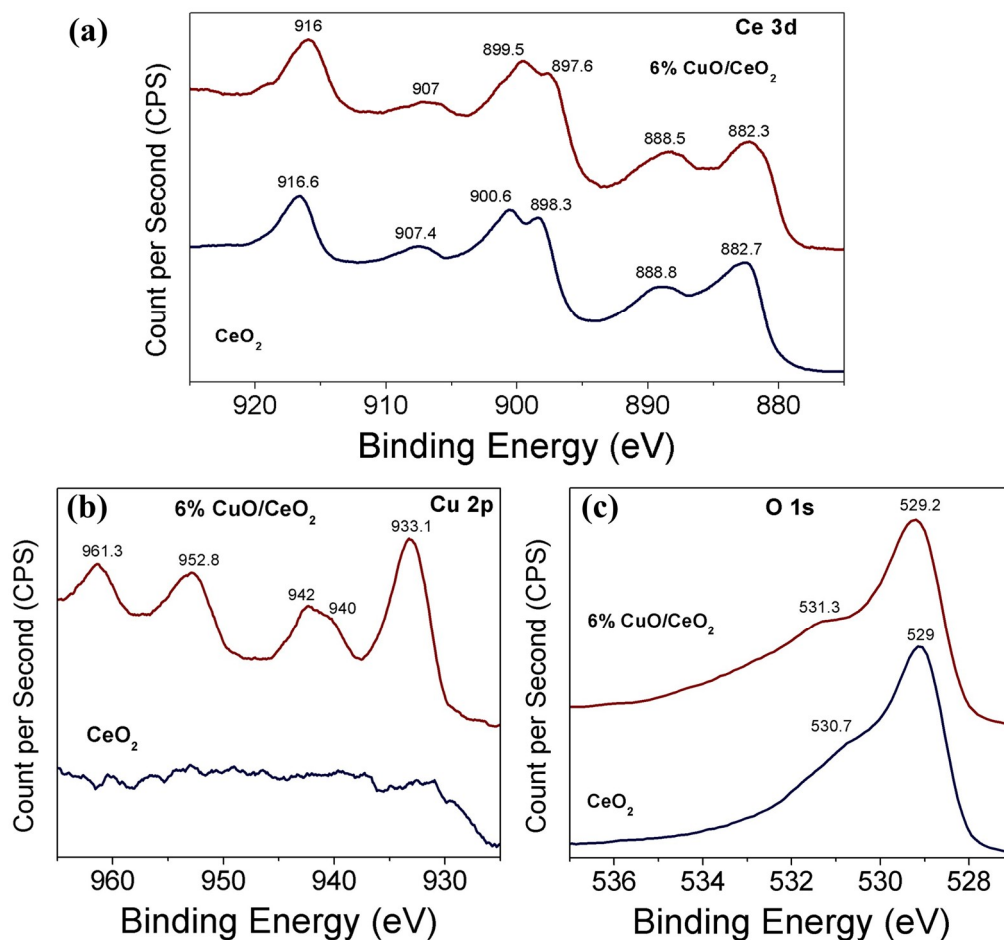 (a)
Ce 3d
916
899.5
897.6
6% CuO/CeO₂
907
888.5
882.3
916.6
900.6
898.3
907.4
888.8
882.7
CeO₂
Count per Second (CPS)
920 910 900 890 880
Binding Energy (eV)
(b)
6% CuO/CeO₂
Cu 2p
961.3
952.8
942
940
933.1
CeO₂
Count per Second (CPS)
960 950 940 930
Binding Energy (eV)
(c)
O 1s
529.2
531.3
6% CuO/CeO₂
529
530.7
CeO₂
Count per Second (CPS)
536 534 532 530 528
Binding Energy (eV)